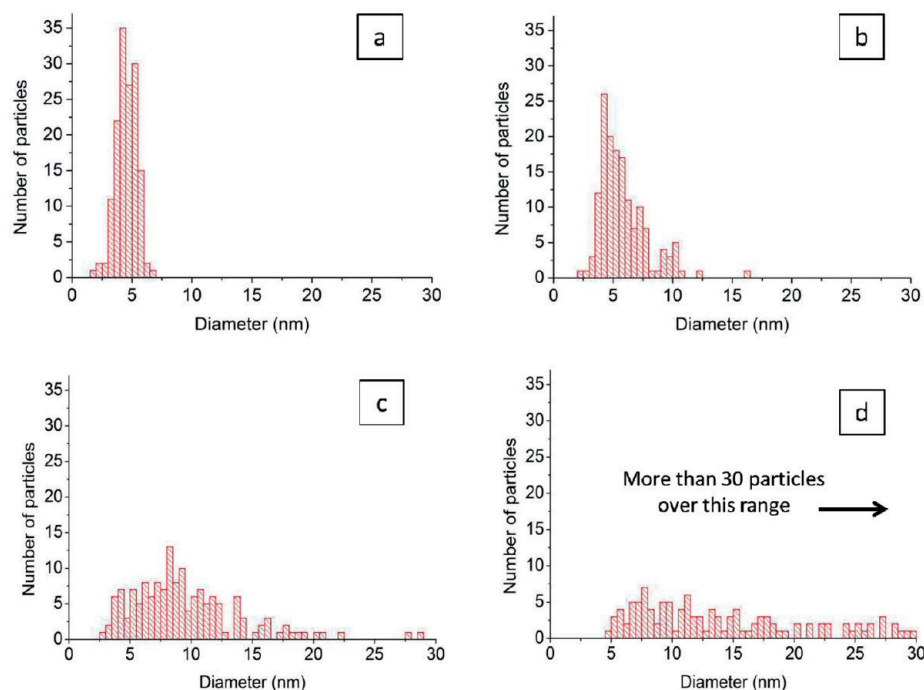 a
Number of particles
35
30
25
20
15
10
5
0
0 5 10 15 20 25 30
Diameter (nm)
b
Number of particles
35
30
25
20
15
10
5
0
0 5 10 15 20 25 30
Diameter (nm)
c
Number of particles
35
30
25
20
15
10
5
0
0 5 10 15 20 25 30
Diameter (nm)
d
Number of particles
35
30
25
20
15
10
5
0
More than 30 particles
over this range
0 5 10 15 20 25 30
Diameter (nm)